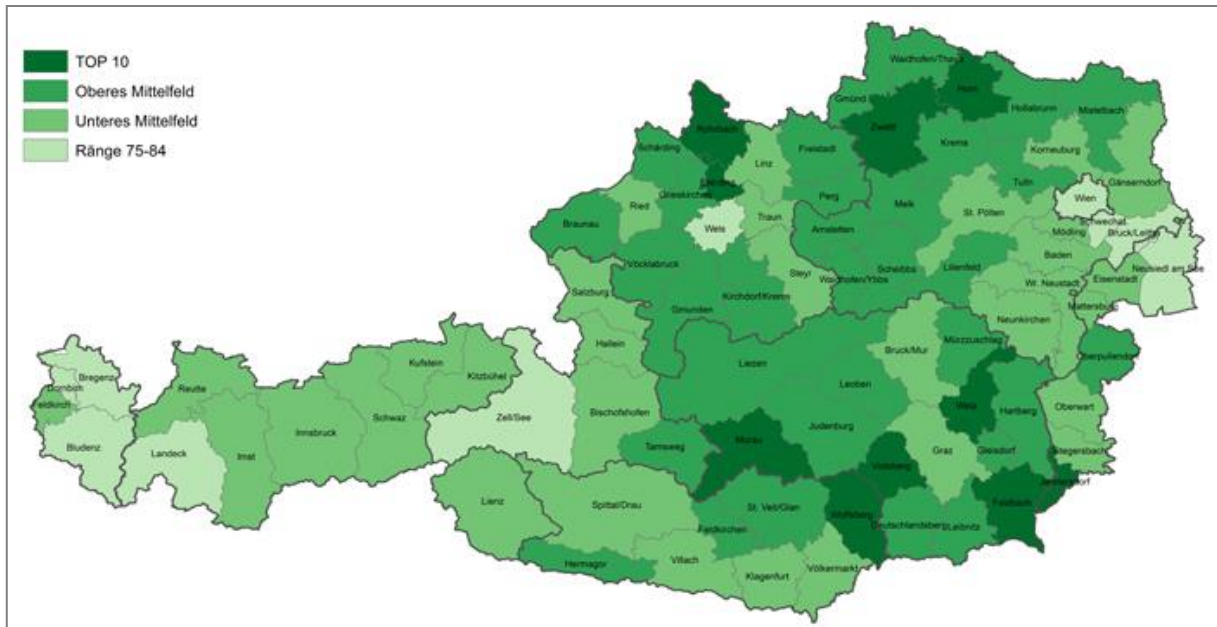 TOP 10
Oberes Mittelfeld
Unteres Mittelfeld
Ränge 75-84
Waidhofen/Thaya
Horn
Gmünd
Hollabrunn
Mistelbach
Zwettl
Rohrbach
Krems
Korneuburg
Schärding
Linz
Freistadt
Gänserndorf
Eferding
Tulln
Grieskirchen
Perg
Wien
Ried
Traun
Melk
St. Pölten
Schwechat
Braunau
Wels
Amstetten
Mödling
Bruck/Leitha
Baden
Vöcklabruck
Steyr
Scheibbs
Lilienfeld
Neusiedl am See
Waidhofen/Ybbs
Wr. Neustadt
Eisenstadt
Salzburg
Kirchdorf/Krems
Mattersburg
Gmunden
Neunkirchen
Hallein
Mürzzuschlag
Bruck/Mur
Oberpullendorf
Kufstein
Liezen
Bregenz
Kitzbühel
Leoben
Dornbirn
Reutte
Feldkirch
Schwaz
Zell/See
Bischofshofen
Weiz
Hartberg
Oberwart
Innsbruck
Judenburg
Murau
Tamsweg
Bludenz
Landeck
Imst
Graz
Gleisdorf
Stegersbach
Voitsberg
Jennersdorf
Lienz
Spittal/Drau
St. Veit/Glan
Feldbach
Wolfsberg
Feldkirchen
Deutschlandsberg
Leibnitz
Hermagor
Villach
Klagenfurt
Völkermarkt